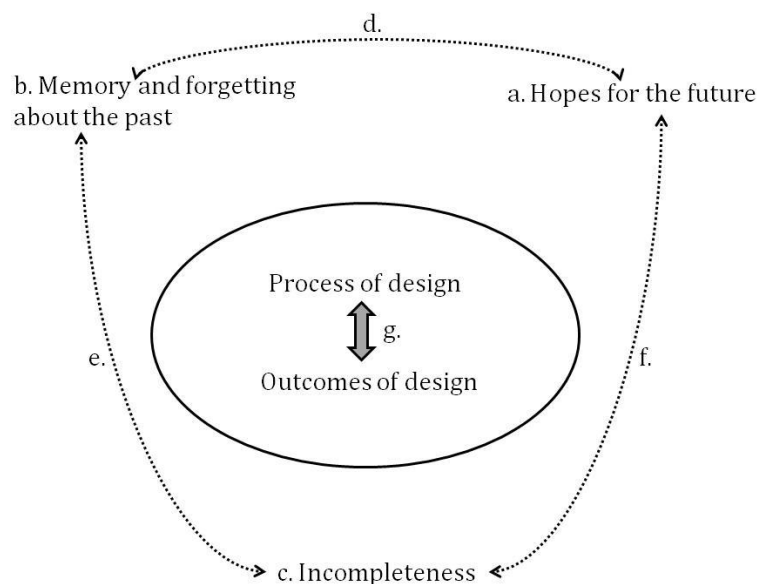 d.
b. Memory and forgetting
about the past
a. Hopes for the future
Process of design
g.
Outcomes of design
e.
f.
c. Incompleteness